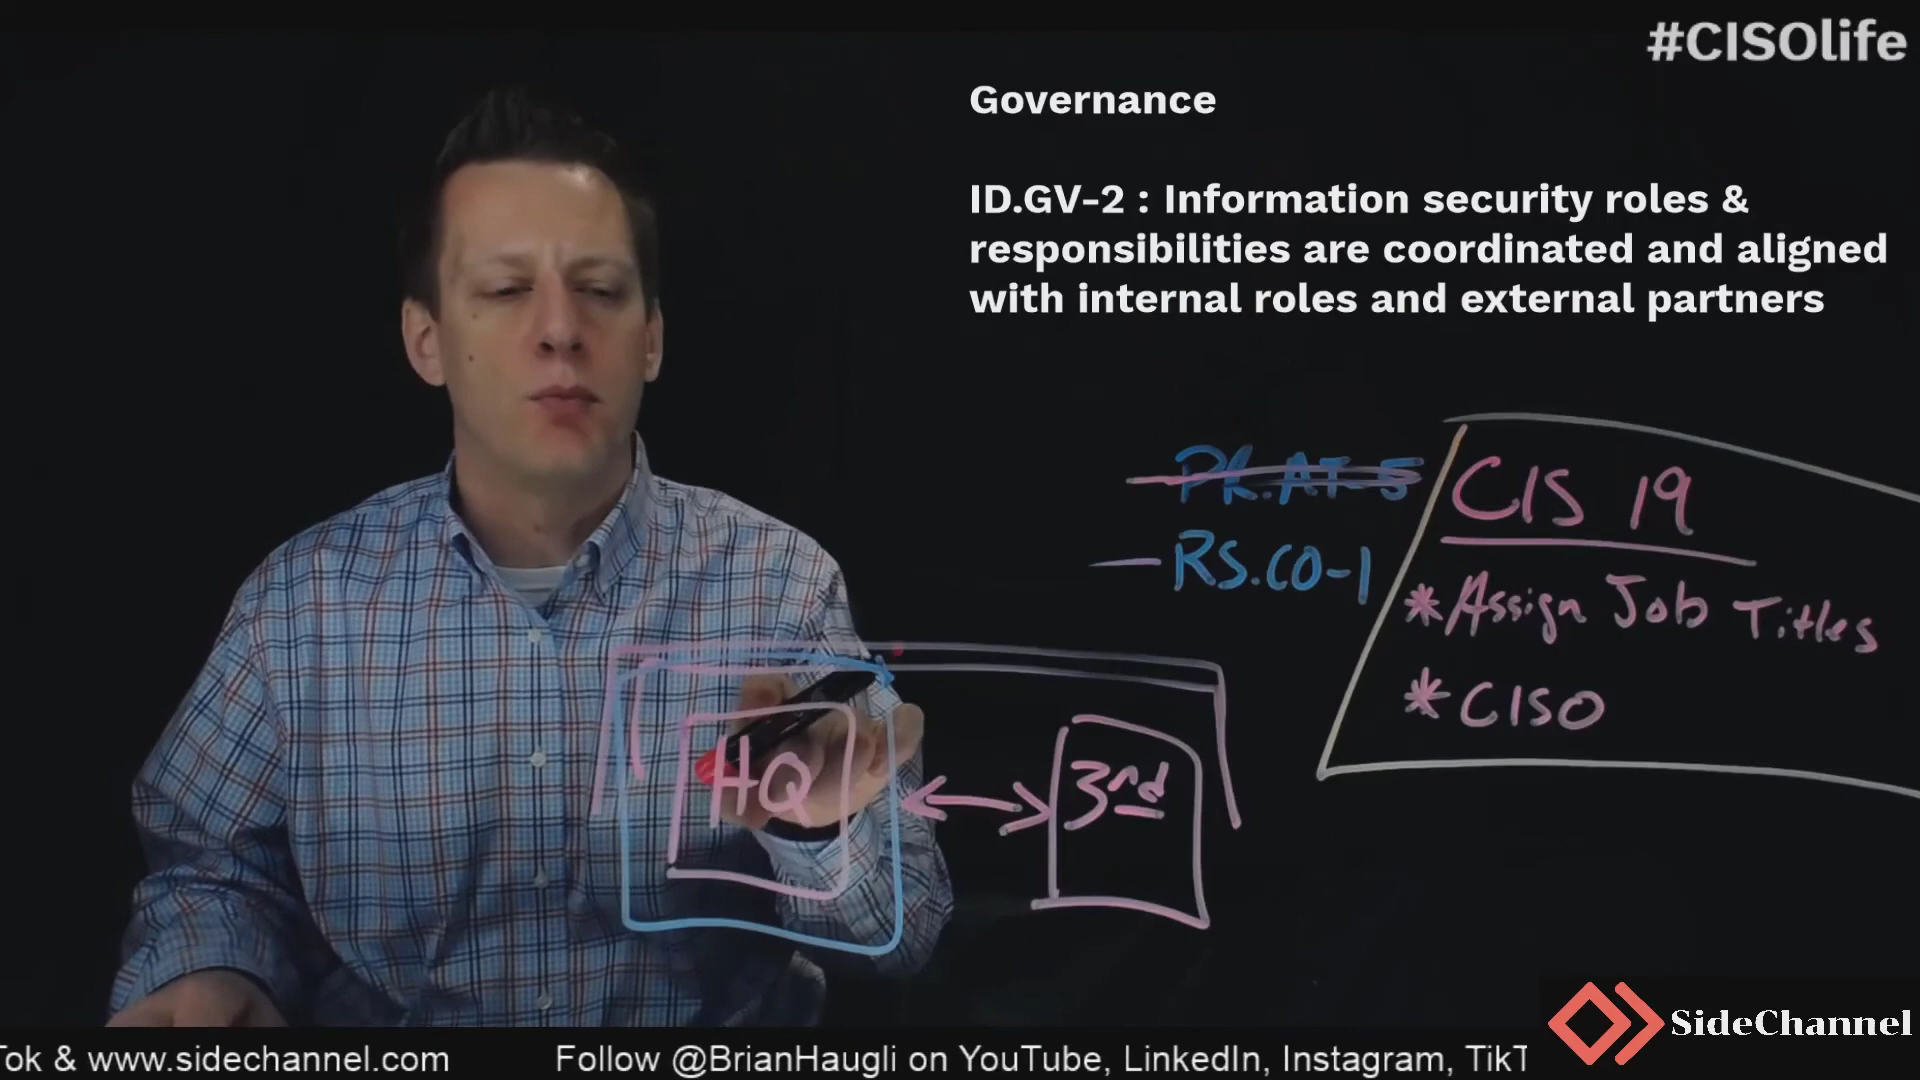 #CISOlife
Governance
ID.GV-2 : Information security roles &
responsibilities are coordinated and aligned
with internal roles and external partners
PR.AT-5
CIS 19
RS.CO-1
*Assign Job Titles
*CISO
HQ
3rd
SideChannel
Tok & www.sidechannel.com
Follow @BrianHaugli on YouTube, LinkedIn, Instagram, TikT